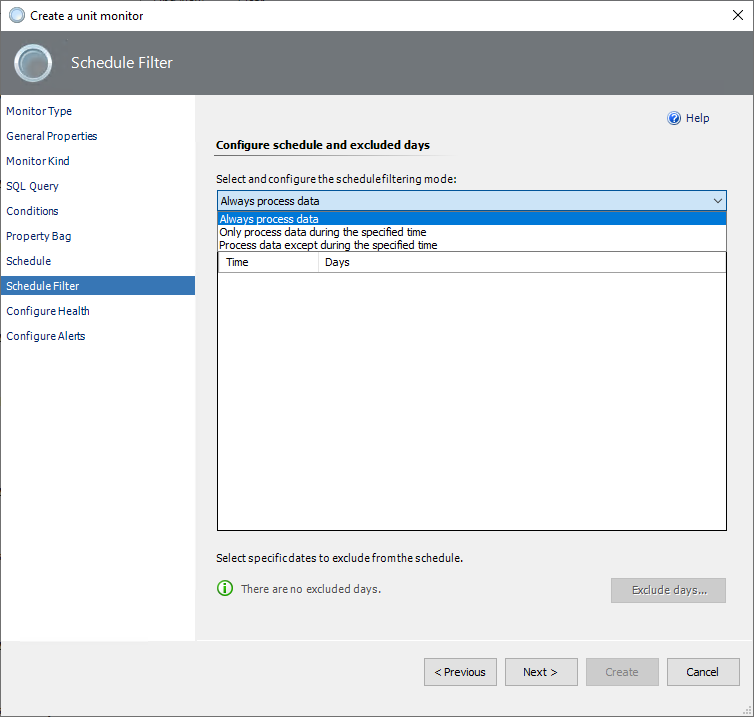 Create a unit monitor
Schedule Filter
Monitor Type
General Properties
Monitor Kind
SQL Query
Conditions
Property Bag
Schedule
Schedule Filter
Configure Health
Configure Alerts
Help
Configure schedule and excluded days
Select and configure the schedule filtering mode:
Always process data
Always process data
Only process data during the specified time
Process data except during the specified time
Time Days
Select specific dates to exclude from the schedule.
There are no excluded days.
Exclude days...
< Previous Next > Create Cancel